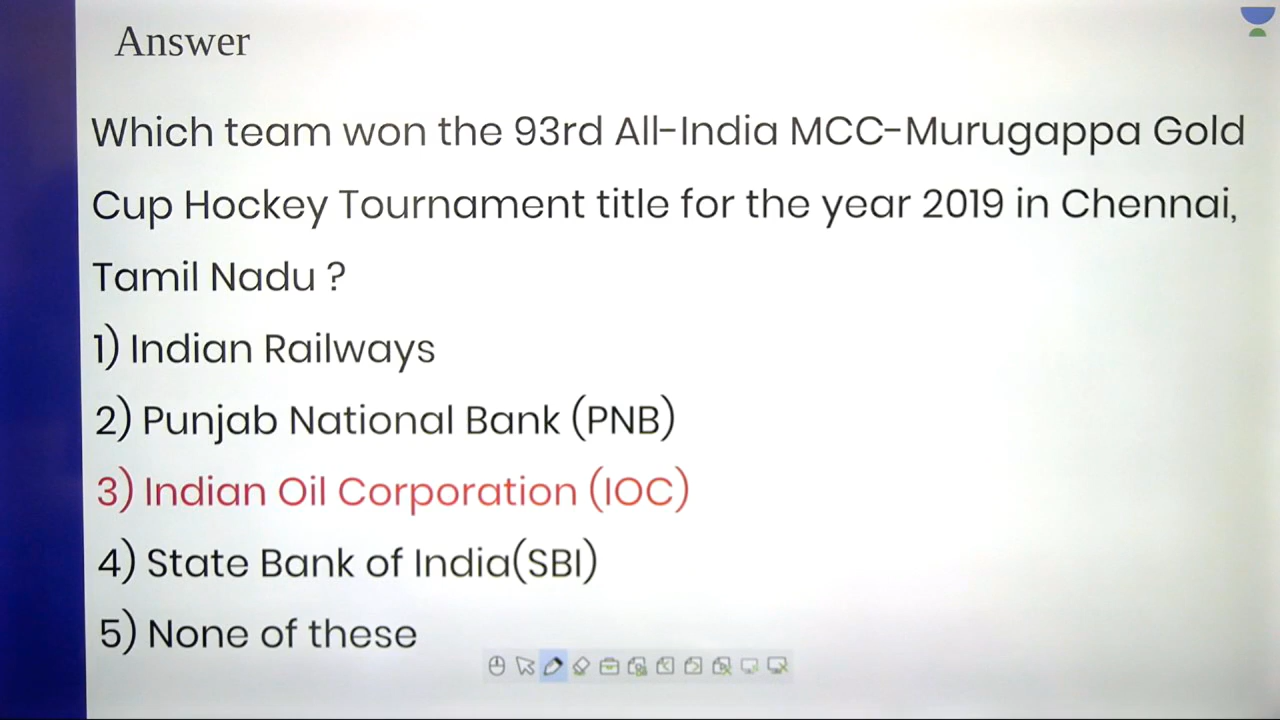 Answer
Which team won the 93rd All-India MCC-Murugappa Gold
Cup Hockey Tournament title for the year 2019 in Chennai,
Tamil Nadu ?
1) Indian Railways
2) Punjab National Bank (PNB)
3) Indian Oil Corporation (IOC)
4) State Bank of India(SBI)
5) None of these